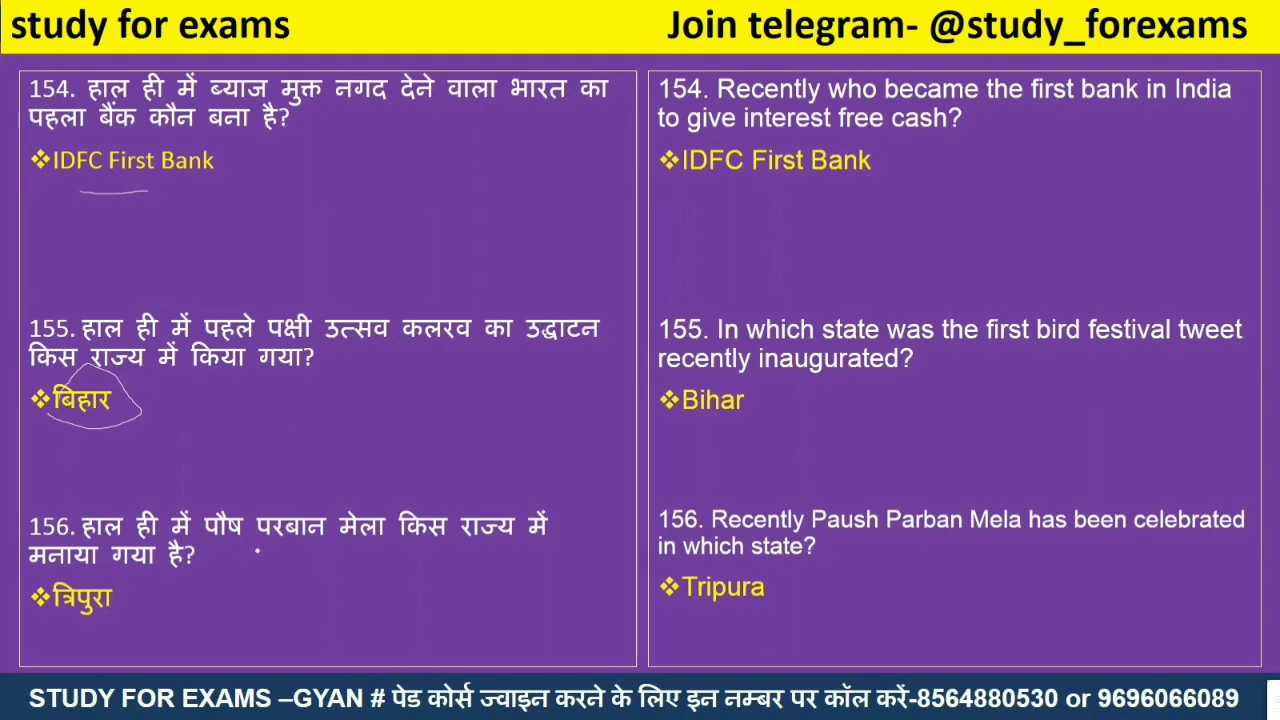 study for exams
Join telegram- @study_forexams
154. हाल ही में ब्याज मुक्त नगद देने वाला भारत का
पहला बैंक कौन बना है?
❖IDFC First Bank
155. हाल ही में पहले पक्षी उत्सव कलरव का उद्घाटन
किस राज्य में किया गया?
❖बिहार
156. हाल ही में पौष परबान मेला किस राज्य में
मनाया गया है?
❖त्रिपुरा
154. Recently who became the first bank in India
to give interest free cash?
❖IDFC First Bank
155. In which state was the first bird festival tweet
recently inaugurated?
❖Bihar
156. Recently Paush Parban Mela has been celebrated
in which state?
❖Tripura
STUDY FOR EXAMS –GYAN # पेड कोर्स ज्वाइन करने के लिए इन नम्बर पर कॉल करें-8564880530 or 9696066089